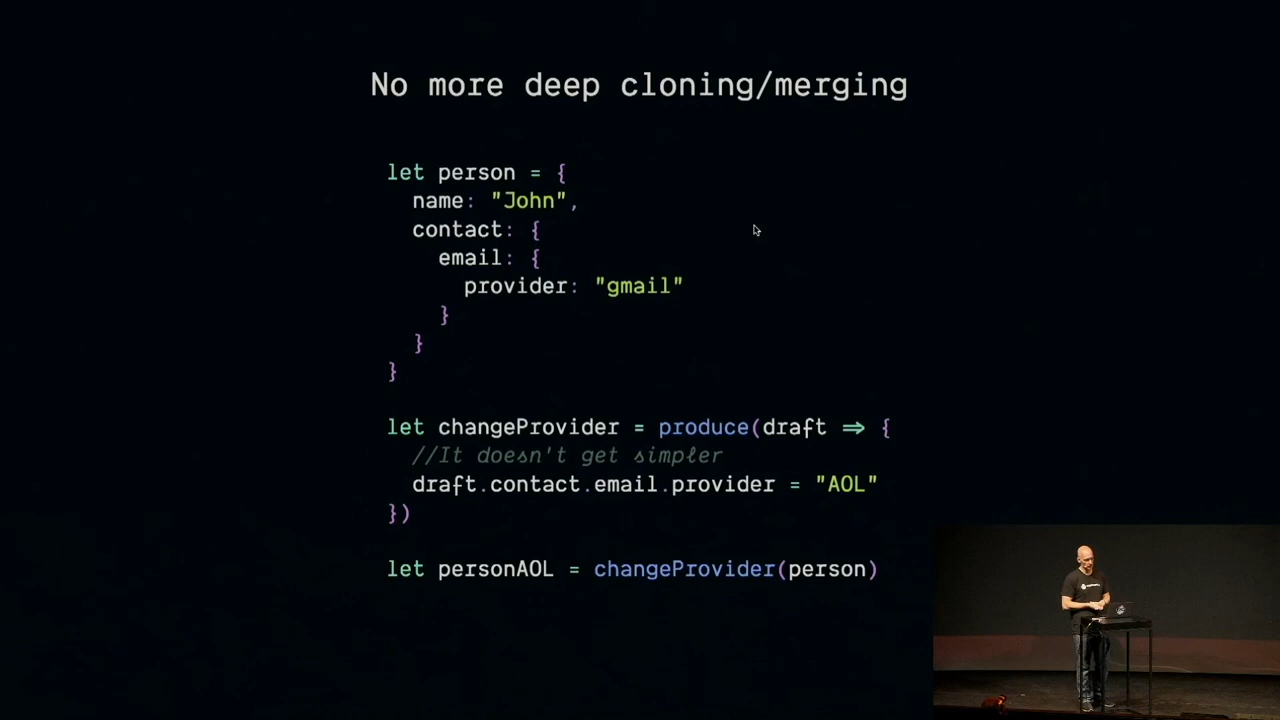 No more deep cloning/merging
let person = {
name: "John",
contact: {
email: {
provider: "gmail"
}
}
}
let changeProvider = produce(draft => {
//It doesn't get simpler
draft.contact.email.provider = "AOL"
})
let personAOL = changeProvider(person)